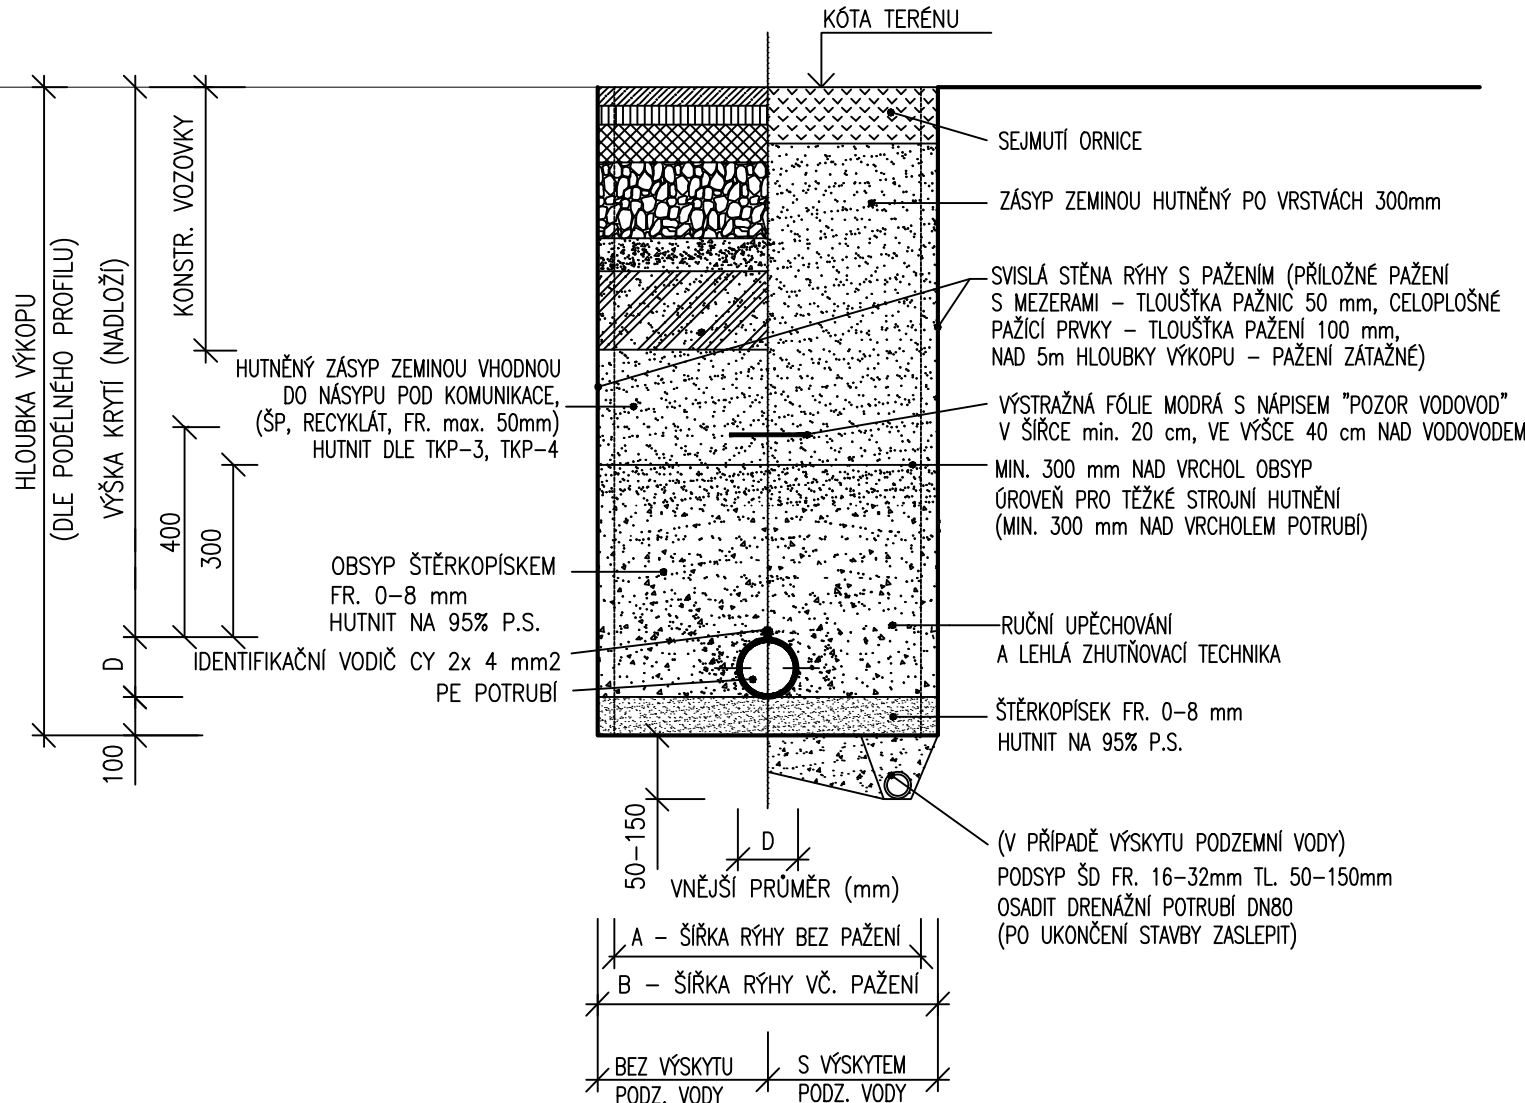 KÓTA TERÉNU
SEJMUTÍ ORNICE
ZÁSYP ZEMINOU HUTNĚNÝ PO VRSTVÁCH 300mm
SVISLÁ STĚNA RÝHY S PAŽENÍM (PŘÍLOŽNÉ PAŽENÍ
S MEZERAMI – TLOUŠŤKA PAŽNIC 50 mm, CELOPLOŠNÉ
PAŽÍCÍ PRVKY – TLOUŠŤKA PAŽENÍ 100 mm,
NAD 5m HLOUBKY VÝKOPU – PAŽENÍ ZÁTAŽNÉ)
VÝSTRAŽNÁ FÓLIE MODRÁ S NÁPISEM "POZOR VODOVOD"
V ŠÍŘCE min. 20 cm, VE VÝŠCE 40 cm NAD VODOVODEM
MIN. 300 mm NAD VRCHOL OBSYP
ÚROVEŇ PRO TĚŽKÉ STROJNÍ HUTNĚNÍ
(MIN. 300 mm NAD VRCHOLEM POTRUBÍ)
RUČNÍ UPĚCHOVÁNÍ
A LEHLÁ ZHUTŇOVACÍ TECHNIKA
ŠTĚRKOPÍSEK FR. 0–8 mm
HUTNIT NA 95% P.S.
(V PŘÍPADĚ VÝSKYTU PODZEMNÍ VODY)
PODSYP ŠD FR. 16–32mm TL. 50–150mm
OSADIT DRENÁŽNÍ POTRUBÍ DN80
(PO UKONČENÍ STAVBY ZASLEPIT)
HLOUBKA VÝKOPU
(DLE PODÉLNÉHO PROFILU)
VÝŠKA KRYTÍ (NADLOŽÍ)
KONSTR. VOZOVKY
400
300
D
100
HUTNĚNÝ ZÁSYP ZEMINOU VHODNOU
DO NÁSYPU POD KOMUNIKACE,
(ŠP, RECYKLÁT, FR. max. 50mm)
HUTNIT DLE TKP–3, TKP–4
OBSYP ŠTĚRKOPÍSKEM
FR. 0–8 mm
HUTNIT NA 95% P.S.
IDENTIFIKAČNÍ VODIČ CY 2x 4 mm2
PE POTRUBÍ
50–150
D
VNĚJŠÍ PRŮMĚR (mm)
A – ŠÍŘKA RÝHY BEZ PAŽENÍ
B – ŠÍŘKA RÝHY VČ. PAŽENÍ
BEZ VÝSKYTU
PODZ. VODY
S VÝSKYTEM
PODZ. VODY